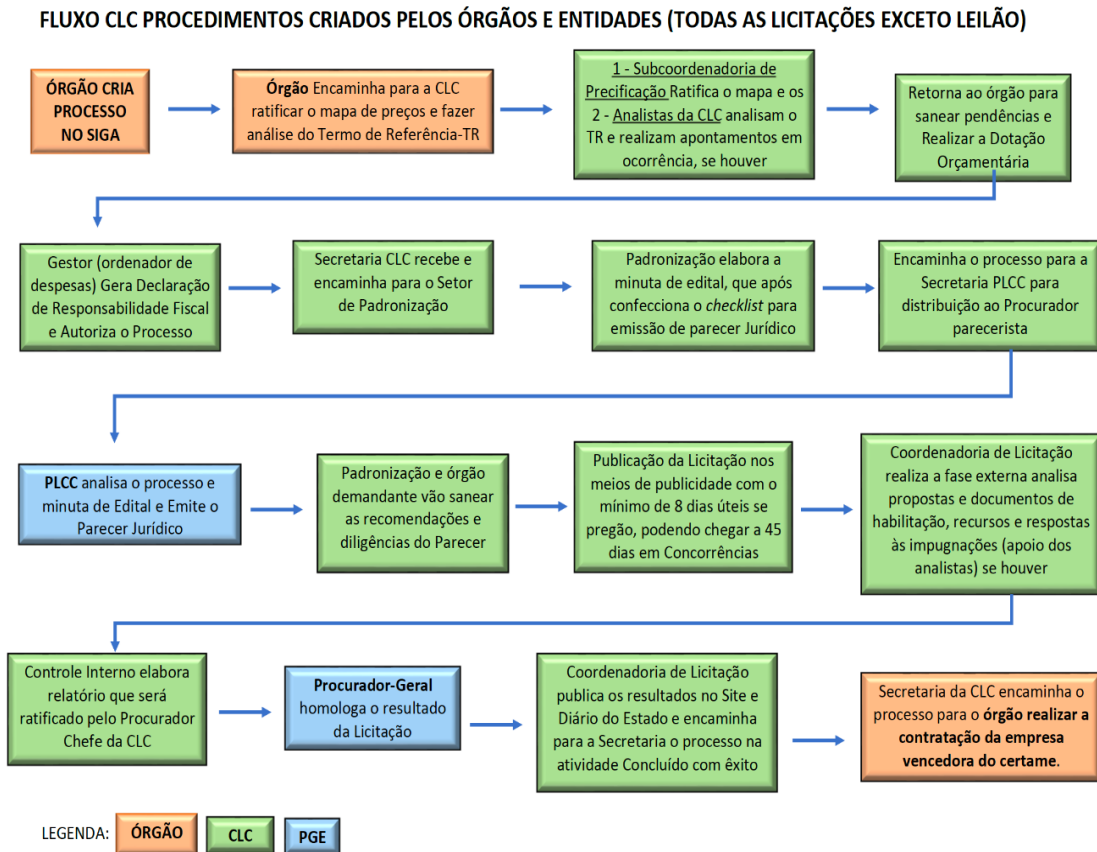 FLUXO CLC PROCEDIMENTOS CRIADOS PELOS ÓRGÃOS E ENTIDADES (TODAS AS LICITAÇÕES EXCETO LEILÃO)
ÓRGÃO CRIA
PROCESSO
NO SIGA
Órgão Encaminha para a CLC
ratificar o mapa de preços e fazer
análise do Termo de Referência-TR
1 - Subcoordenadoria de
Precificação Ratifica o mapa e os
2 - Analistas da CLC analisam o
TR e realizam apontamentos em
ocorrência, se houver
Retorna ao órgão para
sanear pendências e
Realizar a Dotação
Orçamentária
Gestor (ordenador de
despesas) Gera Declaração
de Responsabilidade Fiscal
e Autoriza o Processo
Secretaria CLC recebe e
encaminha para o Setor
de Padronização
Padronização elabora a
minuta de edital, que após
confecciona o checklist para
emissão de parecer Jurídico
Encaminha o processo para a
Secretaria PLCC para
distribuição ao Procurador
parecerista
PLCC analisa o processo e
minuta de Edital e Emite o
Parecer Jurídico
Padronização e órgão
demandante vão sanear
as recomendações e
diligências do Parecer
Publicação da Licitação nos
meios de publicidade com o
mínimo de 8 dias úteis se
pregão, podendo chegar a 45
dias em Concorrências
Coordenadoria de Licitação
realiza a fase externa analisa
propostas e documentos de
habilitação, recursos e respostas
às impugnações (apoio dos
analistas) se houver
Controle Interno elabora
relatório que será
ratificado pelo Procurador
Chefe da CLC
Procurador-Geral
homologa o resultado
da Licitação
Coordenadoria de Licitação
publica os resultados no Site e
Diário do Estado e encaminha
para a Secretaria o processo na
atividade Concluído com êxito
Secretaria da CLC encaminha o
processo para o órgão realizar a
contratação da empresa
vencedora do certame.
LEGENDA: ÓRGÃO CLC PGE